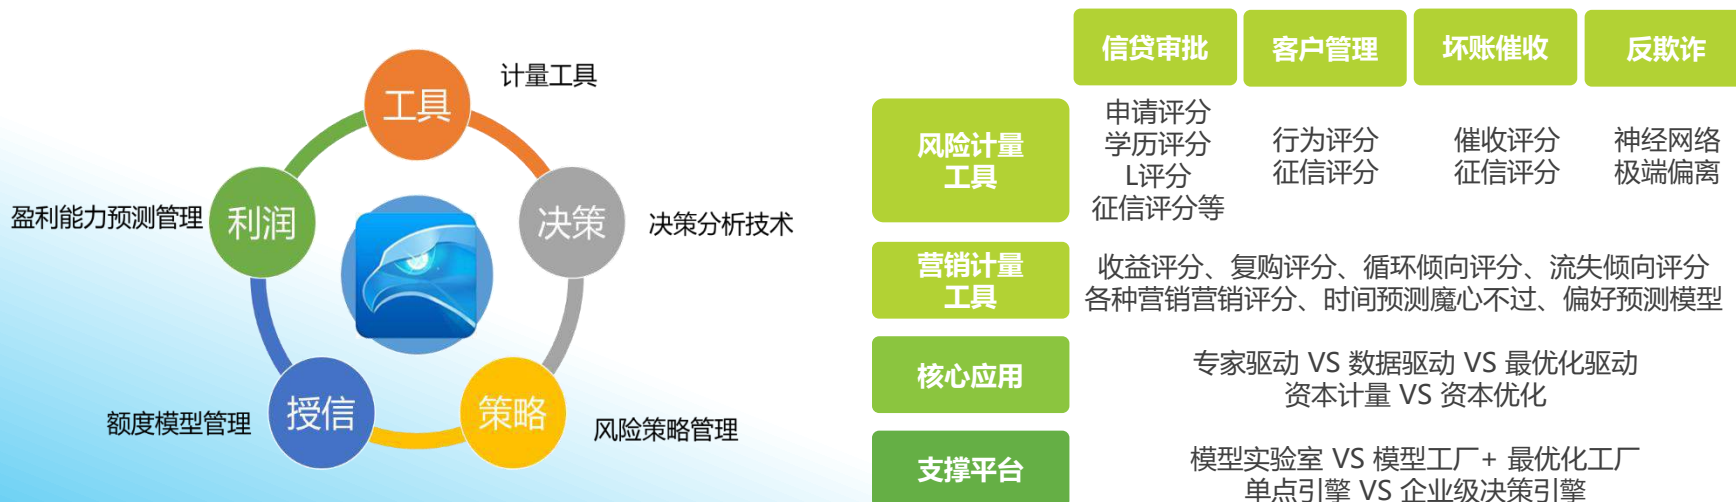 工具
计量工具
利润
盈利能力预测管理
决策
决策分析技术
授信
额度模型管理
策略
风险策略管理
信贷审批
客户管理
坏账催收
反欺诈
风险计量
工具
申请评分
学历评分
L评分
征信评分等
行为评分
征信评分
催收评分
征信评分
神经网络
极端偏离
营销计量
工具
收益评分、复购评分、循环倾向评分、流失倾向评分
各种营销营销评分、时间预测魔心不过、偏好预测模型
核心应用
专家驱动 VS 数据驱动 VS 最优化驱动
资本计量 VS 资本优化
支撑平台
模型实验室 VS 模型工厂+ 最优化工厂
单点引擎 VS 企业级决策引擎